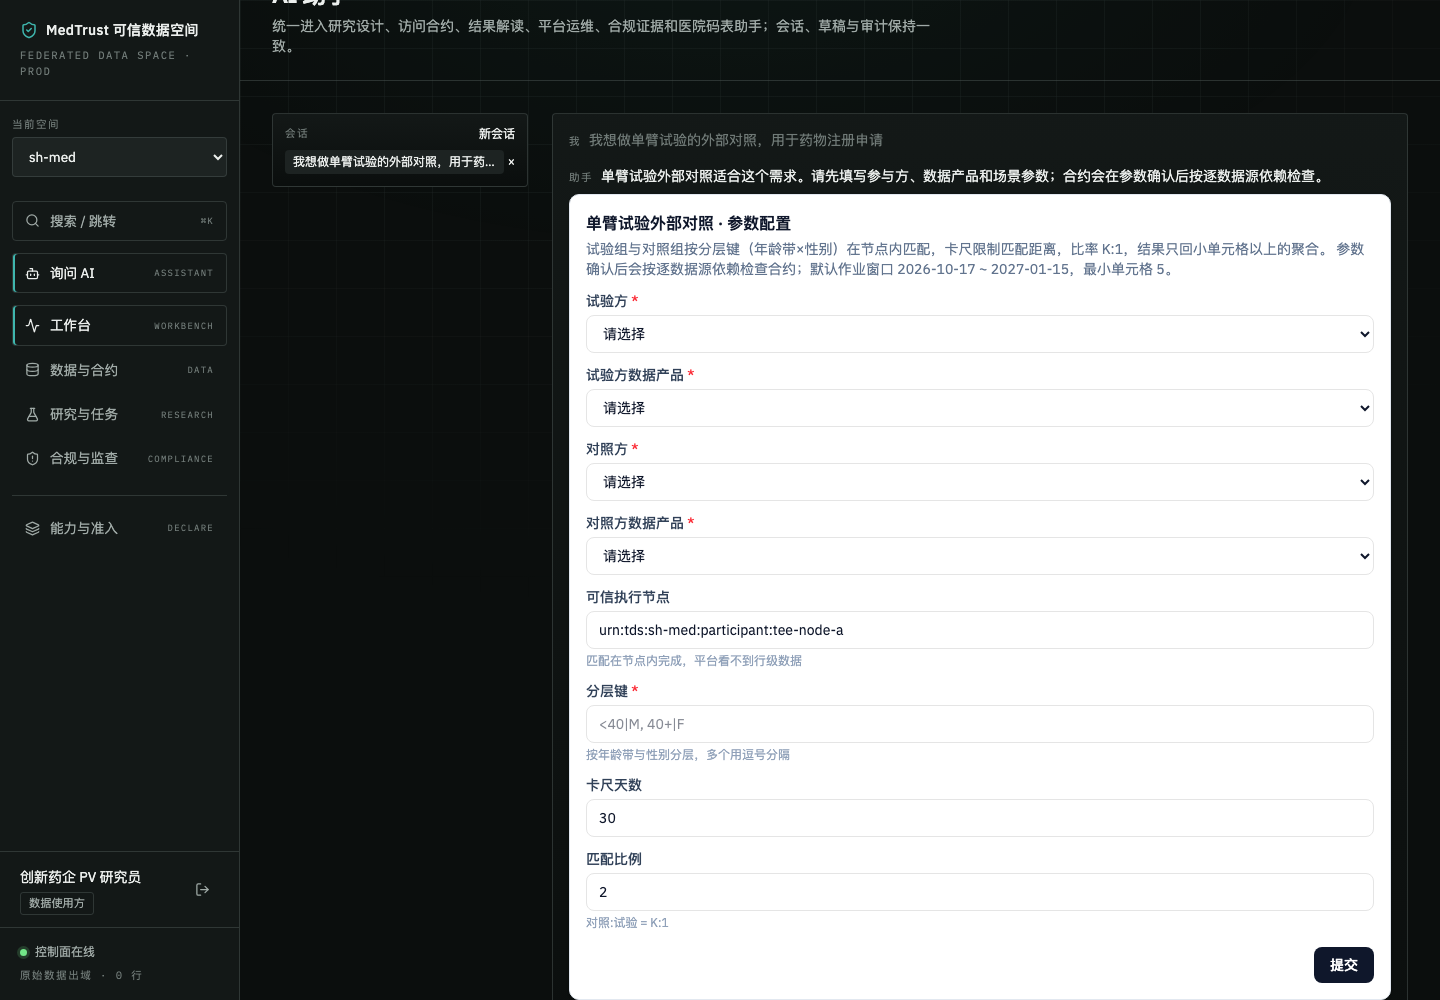 MedTrust 可信数据空间
FEDERATED DATA SPACE ·
PROD
当前空间
sh-med
搜索 / 跳转
⌘K
询问 AI
ASSISTANT
工作台
WORKBENCH
数据与合约
DATA
研究与任务
RESEARCH
合规与监查
COMPLIANCE
能力与准入
DECLARE
创新药企 PV 研究员
数据使用方
控制面在线
原始数据出域 · 0 行
统一进入研究设计、访问合约、结果解读、平台运维、合规证据和医院码表助手；会话、草稿与审计保持一
致。
会话
新会话
我想做单臂试验的外部对照，用于药...
×
我 我想做单臂试验的外部对照，用于药物注册申请
助手 单臂试验外部对照适合这个需求。请先填写参与方、数据产品和场景参数；合约会在参数确认后按逐数据源依赖检查。
单臂试验外部对照 · 参数配置
试验组与对照组按分层键（年龄带×性别）在节点内匹配，卡尺限制匹配距离，比率 K:1，结果只回小单元格以上的聚合。 参数
确认后会按逐数据源依赖检查合约；默认作业窗口 2026-10-17 ~ 2027-01-15，最小单元格 5。
试验方 *
请选择
试验方数据产品 *
请选择
对照方 *
请选择
对照方数据产品 *
请选择
可信执行节点
urn:tds:sh-med:participant:tee-node-a
匹配在节点内完成，平台看不到行级数据
分层键 *
<40|M, 40+|F
按年龄带与性别分层，多个用逗号分隔
卡尺天数
30
匹配比例
2
对照:试验 = K:1
提交